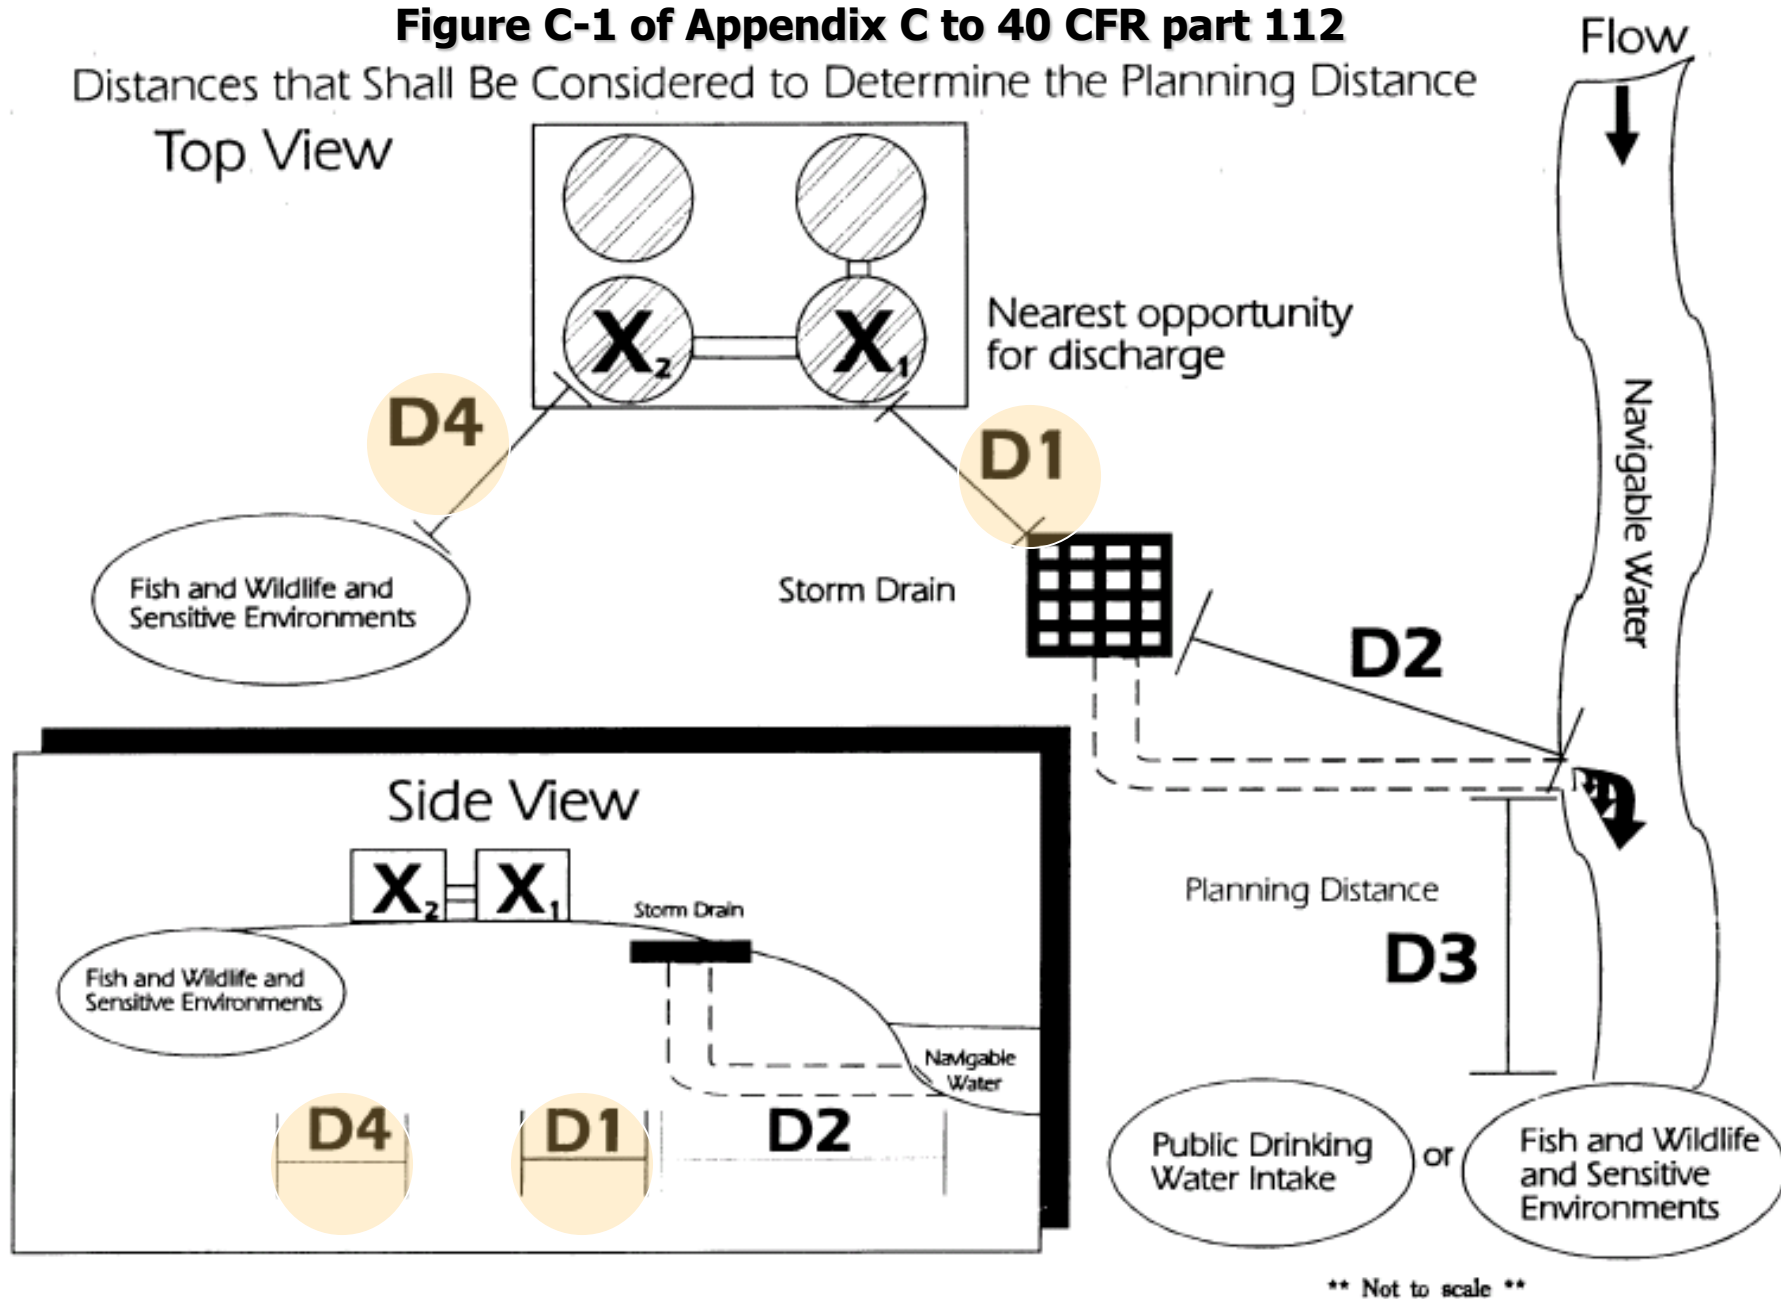 Figure C-1 of Appendix C to 40 CFR part 112
Distances that Shall Be Considered to Determine the Planning Distance
Flow
Top View
X2
X1
Nearest opportunity
for discharge
D4
D1
Navigable Water
Fish and Wildlife and
Sensitive Environments
Storm Drain
D2
Planning Distance
D3
Public Drinking
Water Intake
or
Fish and Wildlife
and Sensitive
Environments
Side View
X2
X1
Storm Drain
Fish and Wildlife and
Sensitive Environments
Navigable
Water
D4
D1
D2
** Not to scale **